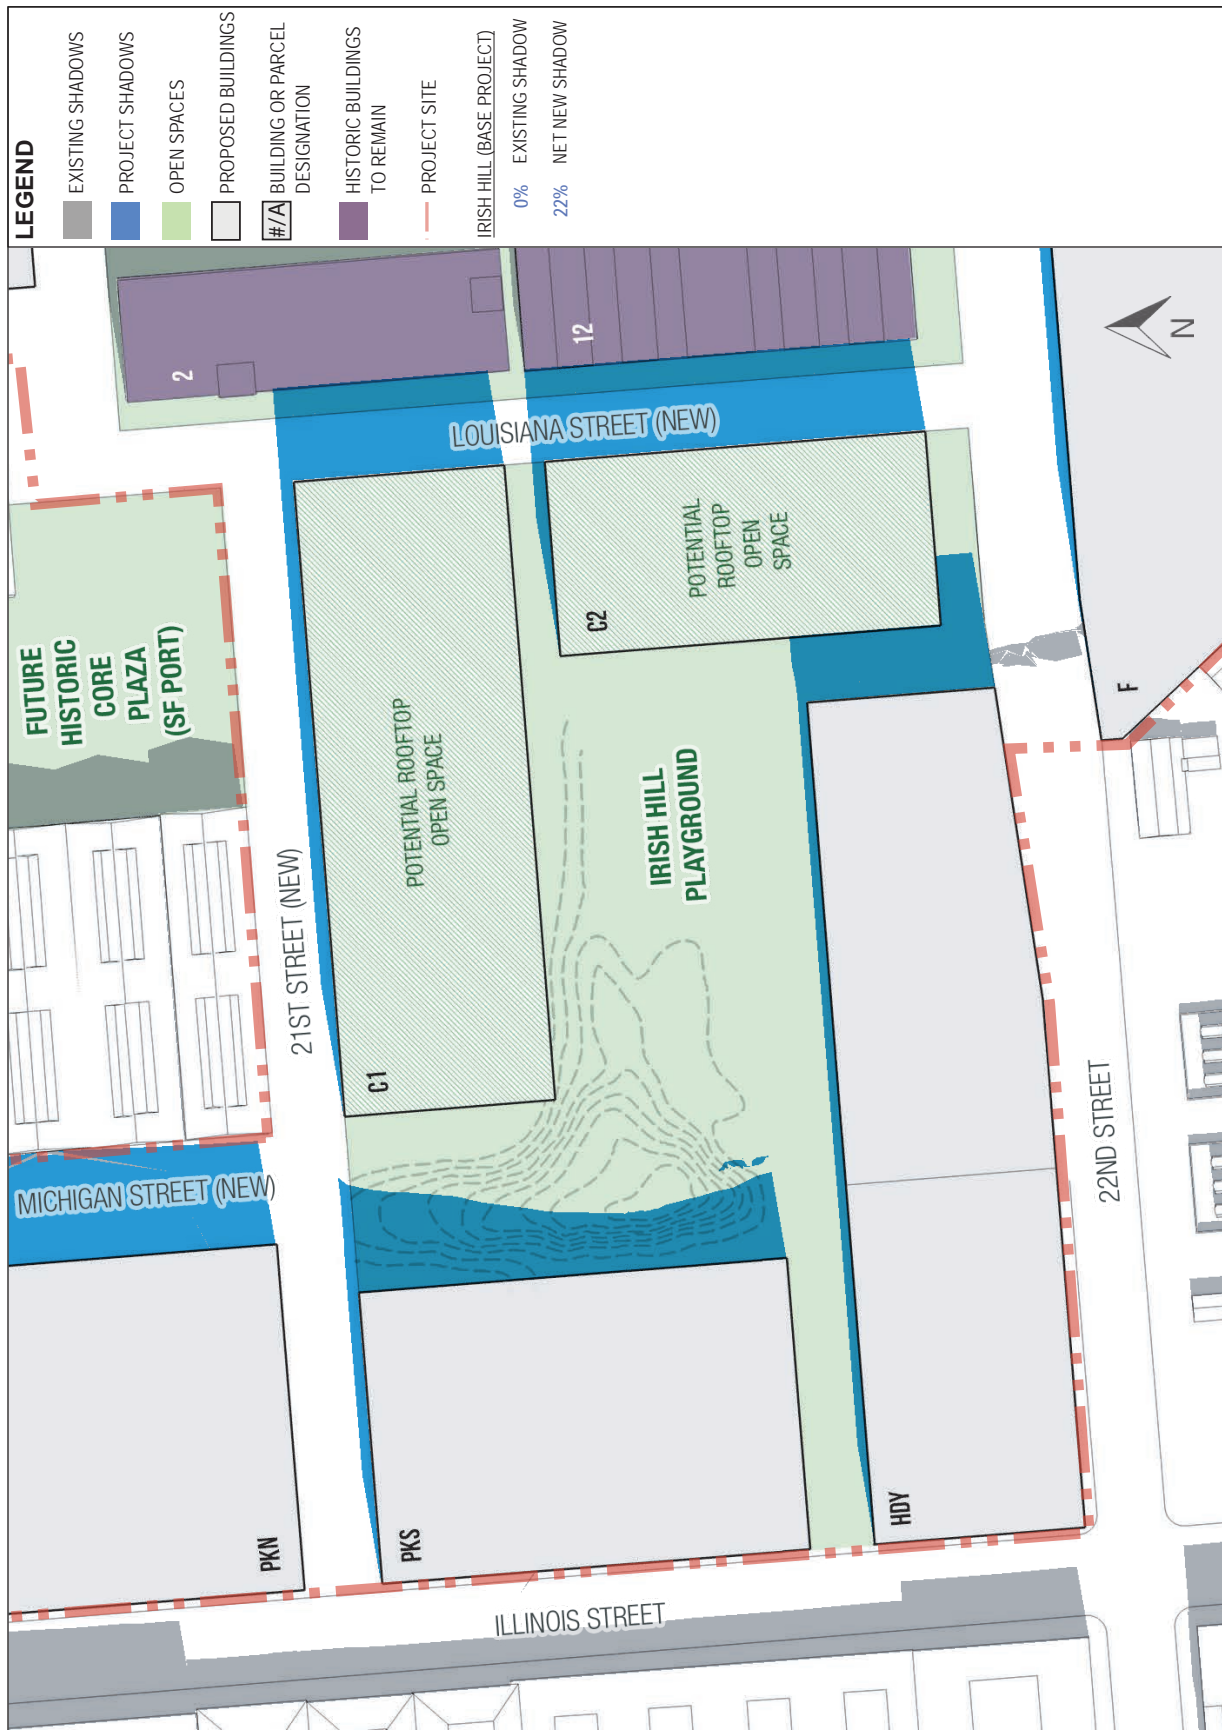 LEGEND
EXISTING SHADOWS
PROJECT SHADOWS
OPEN SPACES
PROPOSED BUILDINGS
#/A
BUILDING OR PARCEL
DESIGNATION
HISTORIC BUILDINGS
TO REMAIN
PROJECT SITE
IRISH HILL (BASE PROJECT)
0% EXISTING SHADOW
22% NET NEW SHADOW
FUTURE
HISTORIC
CORE
PLAZA
(SF PORT)
2
12
LOUISIANA STREET (NEW)
MICHIGAN STREET (NEW)
21ST STREET (NEW)
POTENTIAL ROOFTOP
OPEN SPACE
C1
POTENTIAL
ROOFTOP
OPEN
SPACE
C2
IRISH HILL
PLAYGROUND
PKN
PKS
HDY
F
ILLINOIS STREET
22ND STREET
N